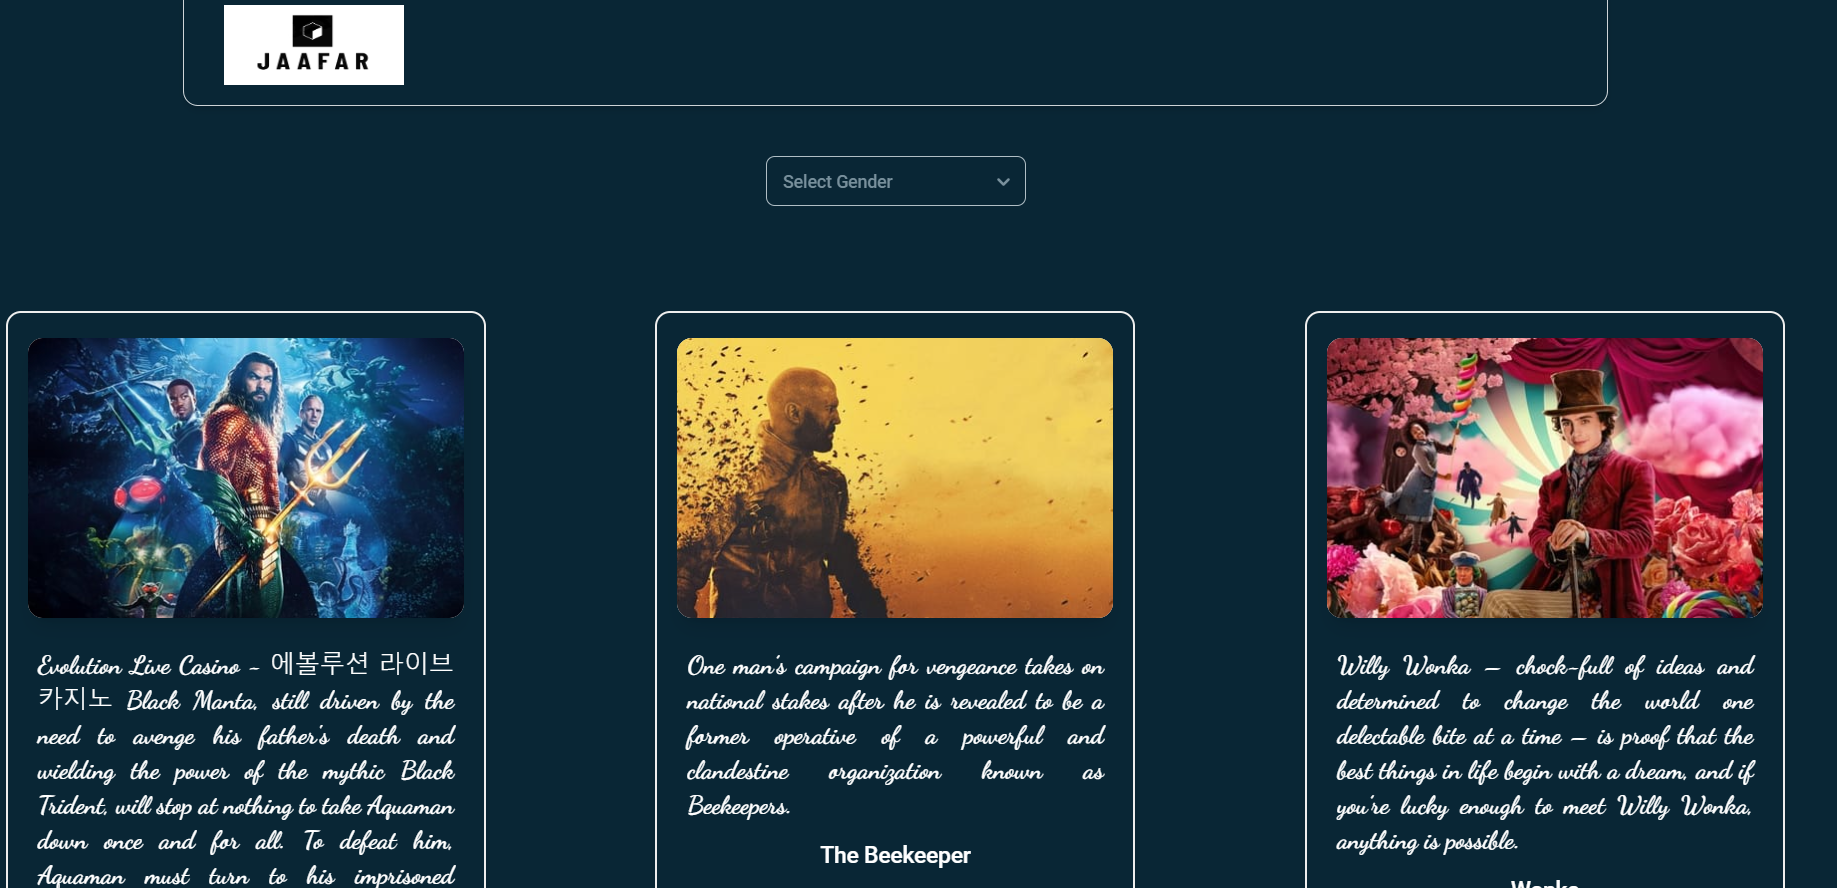 JAAFAR
Select Gender
Evolution Live Casino - 에볼루션 라이브
카지노 Black Manta, still driven by the
need to avenge his father's death and
wielding the power of the mythic Black
Trident, will stop at nothing to take Aquaman
down once and for all. To defeat him,
Aquaman must turn to his imprisoned
One man's campaign for vengeance takes on
national stakes after he is revealed to be a
former operative of a powerful and
clandestine organization known as
Beekeepers.
The Beekeeper
Willy Wonka – chock-full of ideas and
determined to change the world one
delectable bite at a time – is proof that the
best things in life begin with a dream, and if
you're lucky enough to meet Willy Wonka,
anything is possible.
Wonka